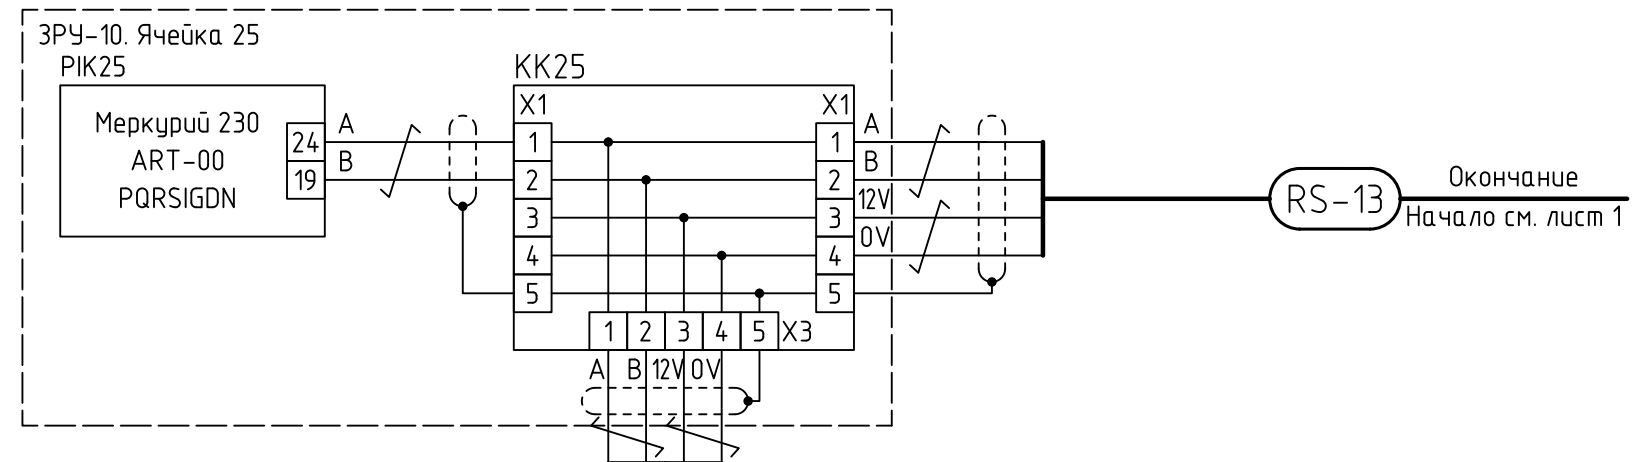 ЗРУ-10. Ячейка 25
PIK25
Меркурий 230
ART-00
PQRSIGDN
24
19
A
B
КК25
X1
1
2
3
4
5
X1
1
2
3
4
5
A
B
12V
0V
1 2 3 4 5 X3
A B 12V 0V
RS-13
Окончание
Начало см. лист 1